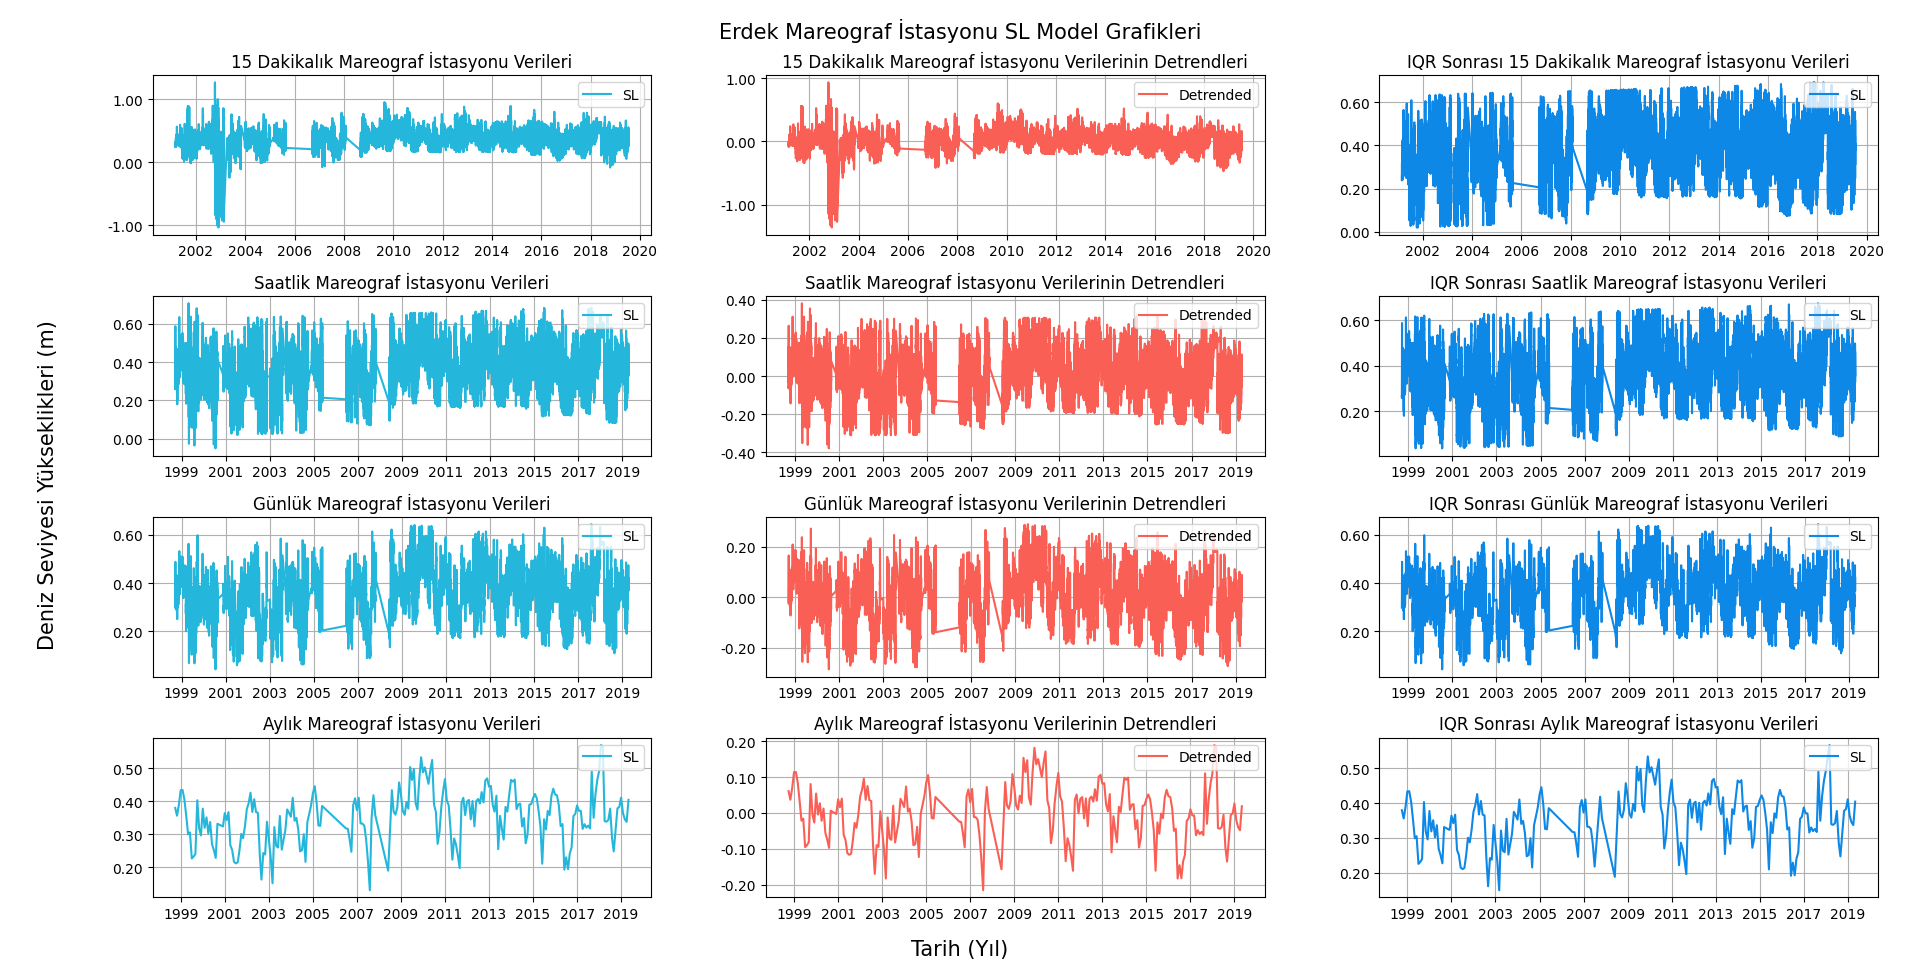 Erdek Mareograf İstasyonu SL Model Grafikleri
15 Dakikalık Mareograf İstasyonu Verileri
SL
1.00
0.00
-1.00
2002 2004 2006 2008 2010 2012 2014 2016 2018 2020
15 Dakikalık Mareograf İstasyonu Verilerinin Detrendleri
Detrended
1.00
0.00
-1.00
2002 2004 2006 2008 2010 2012 2014 2016 2018 2020
IQR Sonrası 15 Dakikalık Mareograf İstasyonu Verileri
SL
0.60
0.40
0.20
0.00
2002 2004 2006 2008 2010 2012 2014 2016 2018 2020
Saatlik Mareograf İstasyonu Verileri
SL
0.60
0.40
0.20
0.00
1999 2001 2003 2005 2007 2009 2011 2013 2015 2017 2019
Saatlik Mareograf İstasyonu Verilerinin Detrendleri
Detrended
0.40
0.20
0.00
-0.20
-0.40
1999 2001 2003 2005 2007 2009 2011 2013 2015 2017 2019
IQR Sonrası Saatlik Mareograf İstasyonu Verileri
SL
0.60
0.40
0.20
1999 2001 2003 2005 2007 2009 2011 2013 2015 2017 2019
Günlük Mareograf İstasyonu Verileri
SL
0.60
0.40
0.20
1999 2001 2003 2005 2007 2009 2011 2013 2015 2017 2019
Günlük Mareograf İstasyonu Verilerinin Detrendleri
Detrended
0.20
0.00
-0.20
1999 2001 2003 2005 2007 2009 2011 2013 2015 2017 2019
IQR Sonrası Günlük Mareograf İstasyonu Verileri
SL
0.60
0.40
0.20
1999 2001 2003 2005 2007 2009 2011 2013 2015 2017 2019
Aylık Mareograf İstasyonu Verileri
SL
0.50
0.40
0.30
0.20
1999 2001 2003 2005 2007 2009 2011 2013 2015 2017 2019
Aylık Mareograf İstasyonu Verilerinin Detrendleri
Detrended
0.20
0.10
0.00
-0.10
-0.20
1999 2001 2003 2005 2007 2009 2011 2013 2015 2017 2019
IQR Sonrası Aylık Mareograf İstasyonu Verileri
SL
0.50
0.40
0.30
0.20
1999 2001 2003 2005 2007 2009 2011 2013 2015 2017 2019
Deniz Seviyesi Yükseklikleri (m)
Tarih (Yıl)